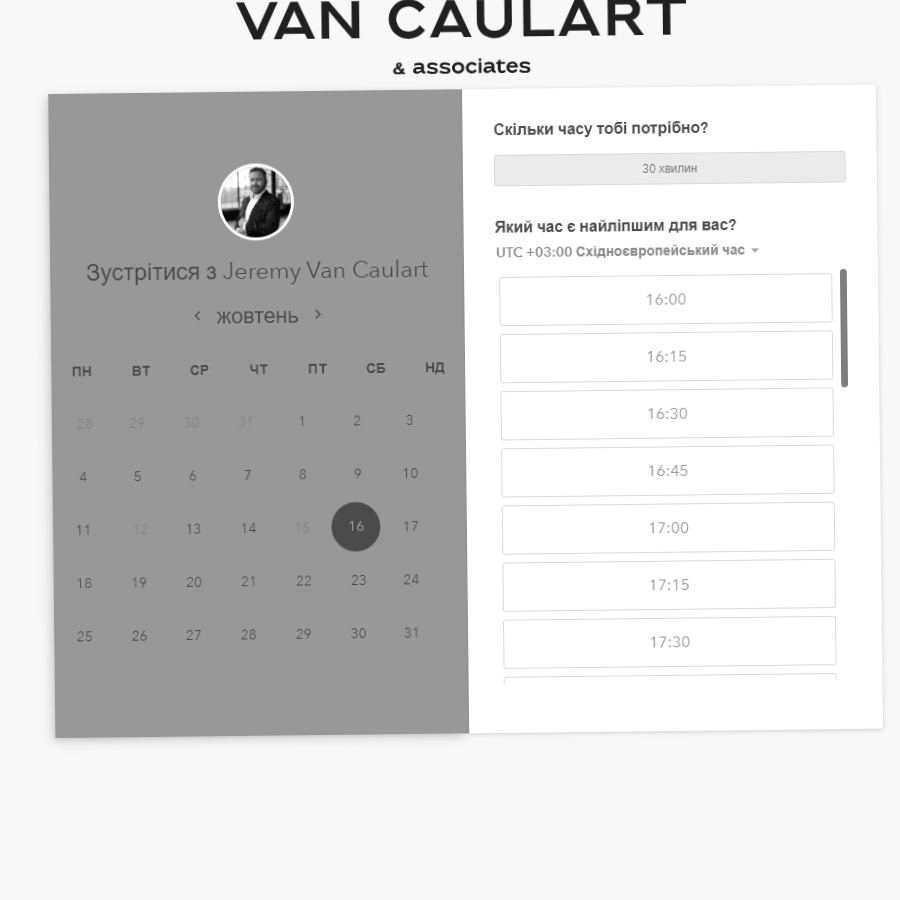 VAN CAULART
& associates
Зустрітися з Jeremy Van Caulart
жовтень
ПН ВТ СР ЧТ ПТ СБ НД
28 29 30 31 1 2 3
4 5 6 7 8 9 10
11 12 13 14 15 16 17
18 19 20 21 22 23 24
25 26 27 28 29 30 31
Скільки часу тобі потрібно?
30 хвилин
Який час є найліпшим для вас?
UTC +03:00 Східноєвропейський час
16:00
16:15
16:30
16:45
17:00
17:15
17:30